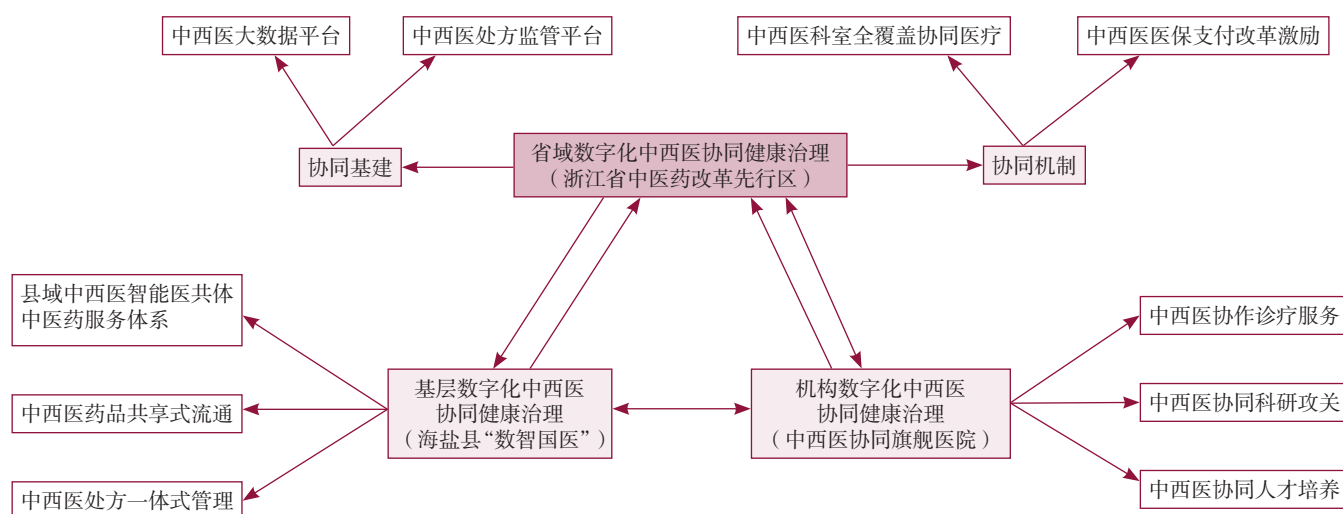 中西医大数据平台
中西医处方监管平台
中西医科室全覆盖协同医疗
中西医医保支付改革激励
协同基建
省域数字化中西医协同健康治理
（浙江省中医药改革先行区）
协同机制
县域中西医智能医共体
中医药服务体系
中西医药品共享式流通
中西医处方一体式管理
基层数字化中西医
协同健康治理
（海盐县“数智国医”）
机构数字化中西医
协同健康治理
（中西医协同旗舰医院）
中西医协作诊疗服务
中西医协同科研攻关
中西医协同人才培养